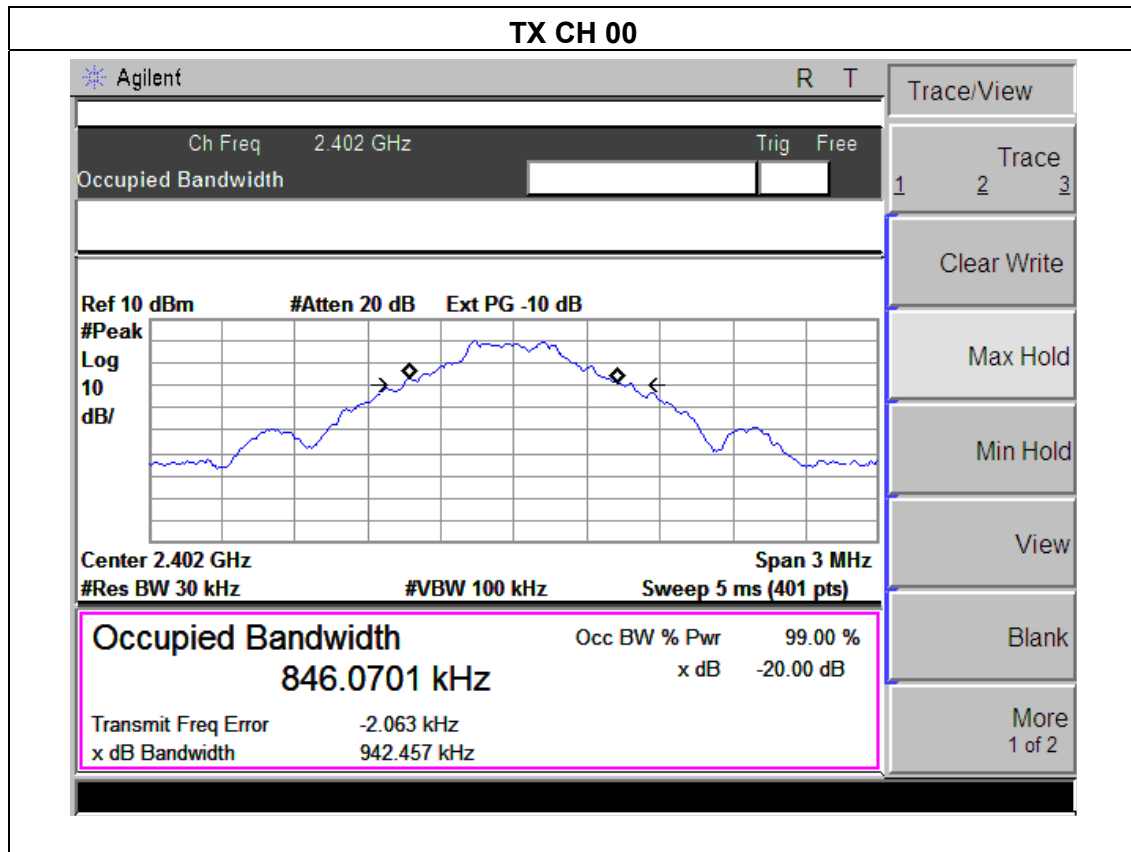 TX CH 00
Agilent R T
Trace/View
Ch Freq 2.402 GHz Trig Free
Occupied Bandwidth
Trace
1 2 3
Clear Write
Ref 10 dBm #Atten 20 dB Ext PG -10 dB
#Peak
Log
10
dB/
Max Hold
Min Hold
View
Center 2.402 GHz Span 3 MHz
#Res BW 30 kHz #VBW 100 kHz Sweep 5 ms (401 pts)
Occupied Bandwidth Occ BW % Pwr 99.00 %
846.0701 kHz x dB -20.00 dB
Blank
Transmit Freq Error -2.063 kHz
x dB Bandwidth 942.457 kHz
More
1 of 2